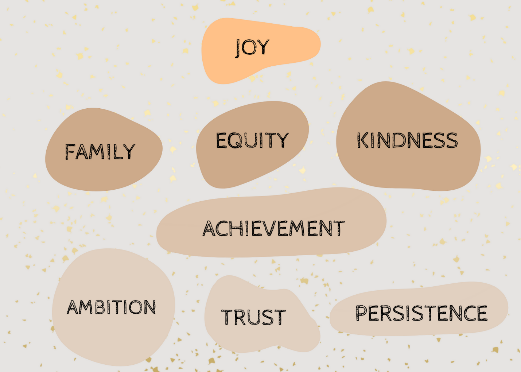 JOY
FAMILY
EQUITY
KINDNESS
ACHIEVEMENT
AMBITION
TRUST
PERSISTENCE